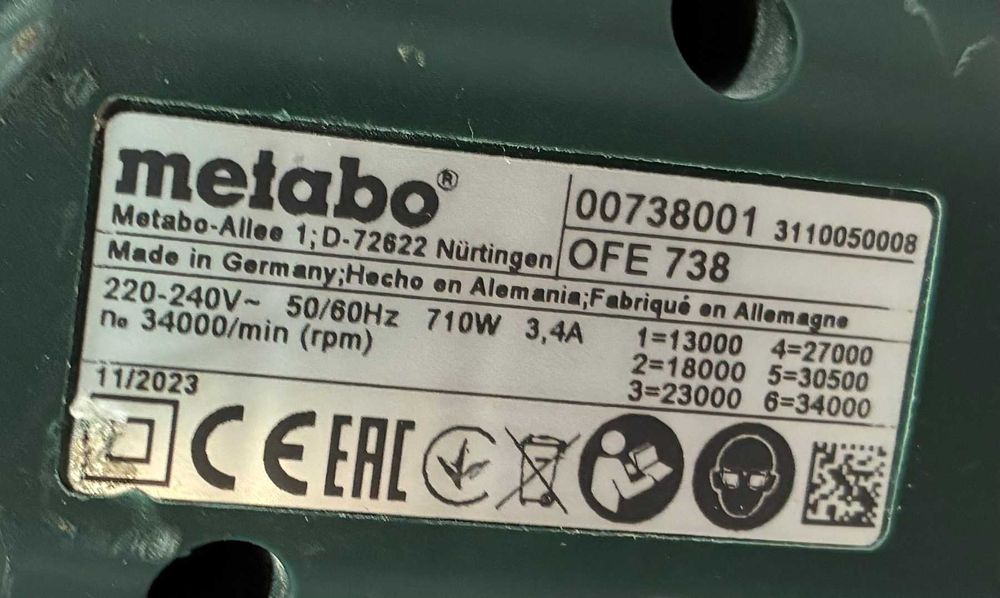 metabo®
Metabo-Allee 1; D-72622 Nürtingen
00738001 3110050008
OFE 738
Made in Germany;Hecho en Alemania;Fabriqué en Allemagne
220-240V~ 50/60Hz 710W 3,4A
n₀ 34000/min (rpm)
1=13000 4=27000
2=18000 5=30500
3=23000 6=34000
11/2023
CE EAC